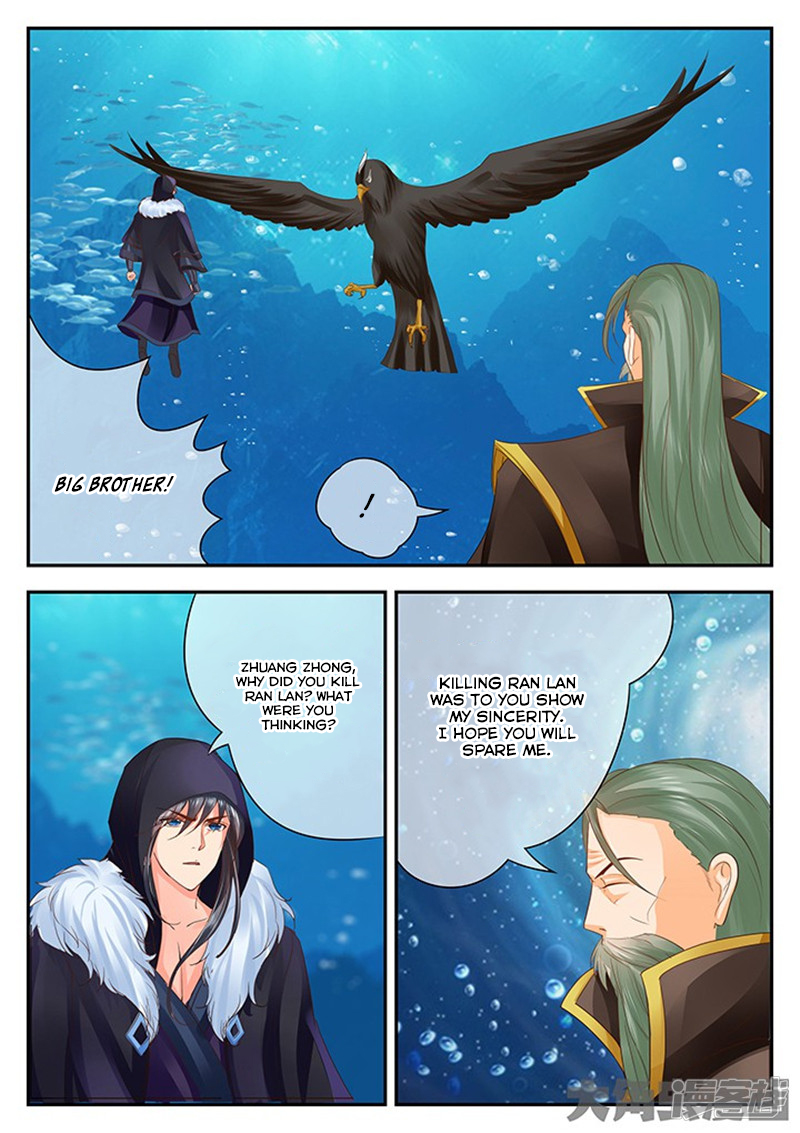 BIG BROTHER!
!
ZHUANG ZHONG,
WHY DID YOU KILL
RAN LAN? WHAT
WERE YOU
THINKING?
KILLING RAN LAN
WAS TO YOU SHOW
MY SINCERITY.
I HOPE YOU WILL
SPARE ME.